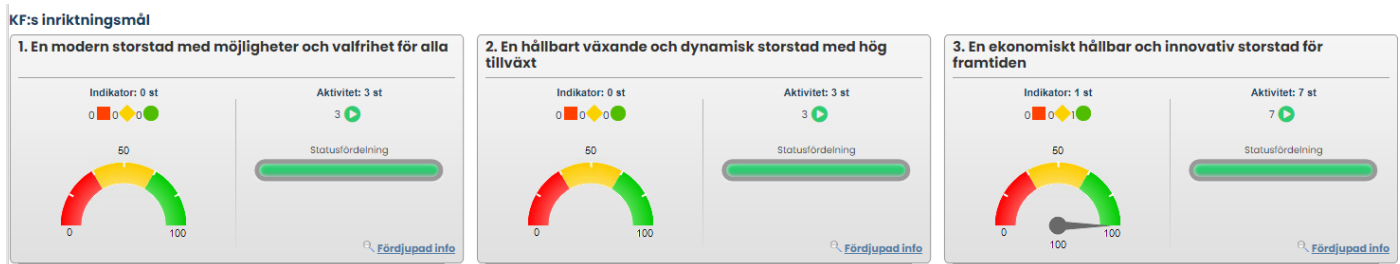 KF:s inriktningsmål
1. En modern storstad med möjligheter och valfrihet för alla
Indikator: 0 st
0 0 0
Aktivitet: 3 st
3
Statusfördelning
50
0
100
Fördjupad info
2. En hållbart växande och dynamisk storstad med hög
tillväxt
Indikator: 0 st
0 0 0
Aktivitet: 3 st
3
Statusfördelning
50
0
100
Fördjupad info
3. En ekonomiskt hållbar och innovativ storstad för
framtiden
Indikator: 1 st
0 0 1
Aktivitet: 7 st
7
Statusfördelning
50
0
100
100
Fördjupad info